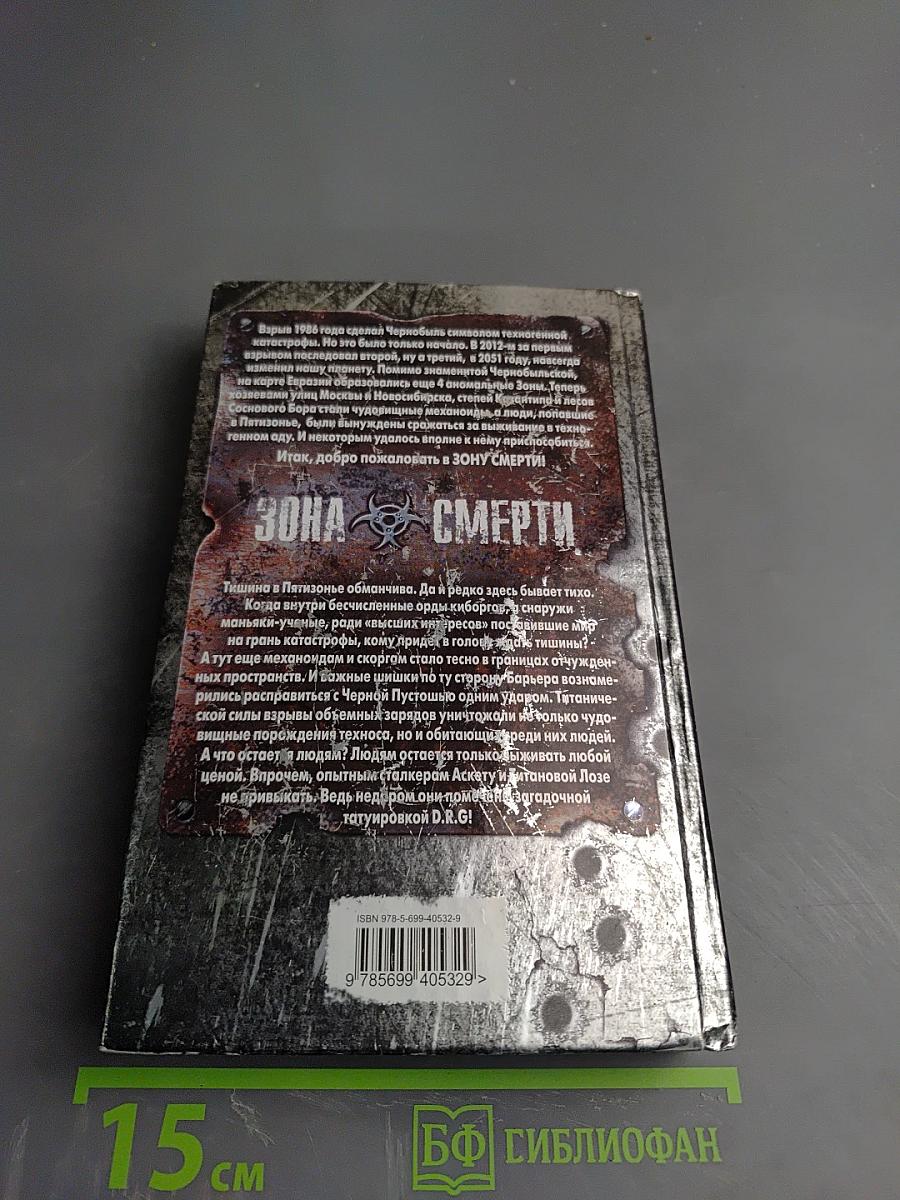 Взрыв 1986 года сделал Чернобыль символом техногенной
катастрофы. Но это было только начало. В 2012-м за первым
взрывом последовал второй, ну а третий, в 2051 году, навсегда
изменил нашу планету. Помимо знаменитой Чернобыльской,
на карте Евразии образовались еще 4 аномальные Зоны. Теперь
хозяевами улиц Москвы и Новосибирска, степей Казантипа и лесов
Соснового Бора стали чудовищные механоиды, а люди, попавшие
в Пятизонье, были вынуждены сражаться за выживание в техно-
генном аду. И некоторым удалось вполне к нему приспособиться.
Итак, добро пожаловать в ЗОНУ СМЕРТИ!
ЗОНА СМЕРТИ
Тишина в Пятизонье обманчива. Да и редко здесь бывает тихо.
Когда внутри бесчисленные орды киборгов, а снаружи
маньяки-ученые, ради «высших интересов» поставившие мир
на грань катастрофы, кому придет в голову ждать тишины?
А тут еще механоидам и скоргам стало тесно в границах отчужден-
ных пространств. И важные шишки по ту сторону Барьера вознаме-
рились расправиться с Черной Пустошью одним ударом. Титаниче-
ской силы взрывы объемных зарядов уничтожали не только чудо-
вищные порождения техноса, но и обитающих среди них людей.
А что остается людям? Людям остается только выживать любой
ценой. Впрочем, опытным сталкерам Аскету и Титановой Лозе
не привыкать. Ведь недаром они помечены загадочной
татуировкой D.R.G!
ISBN 978-5-699-40532-9
9 785699 405329 >
15 см
БФ БИБЛИОФАН